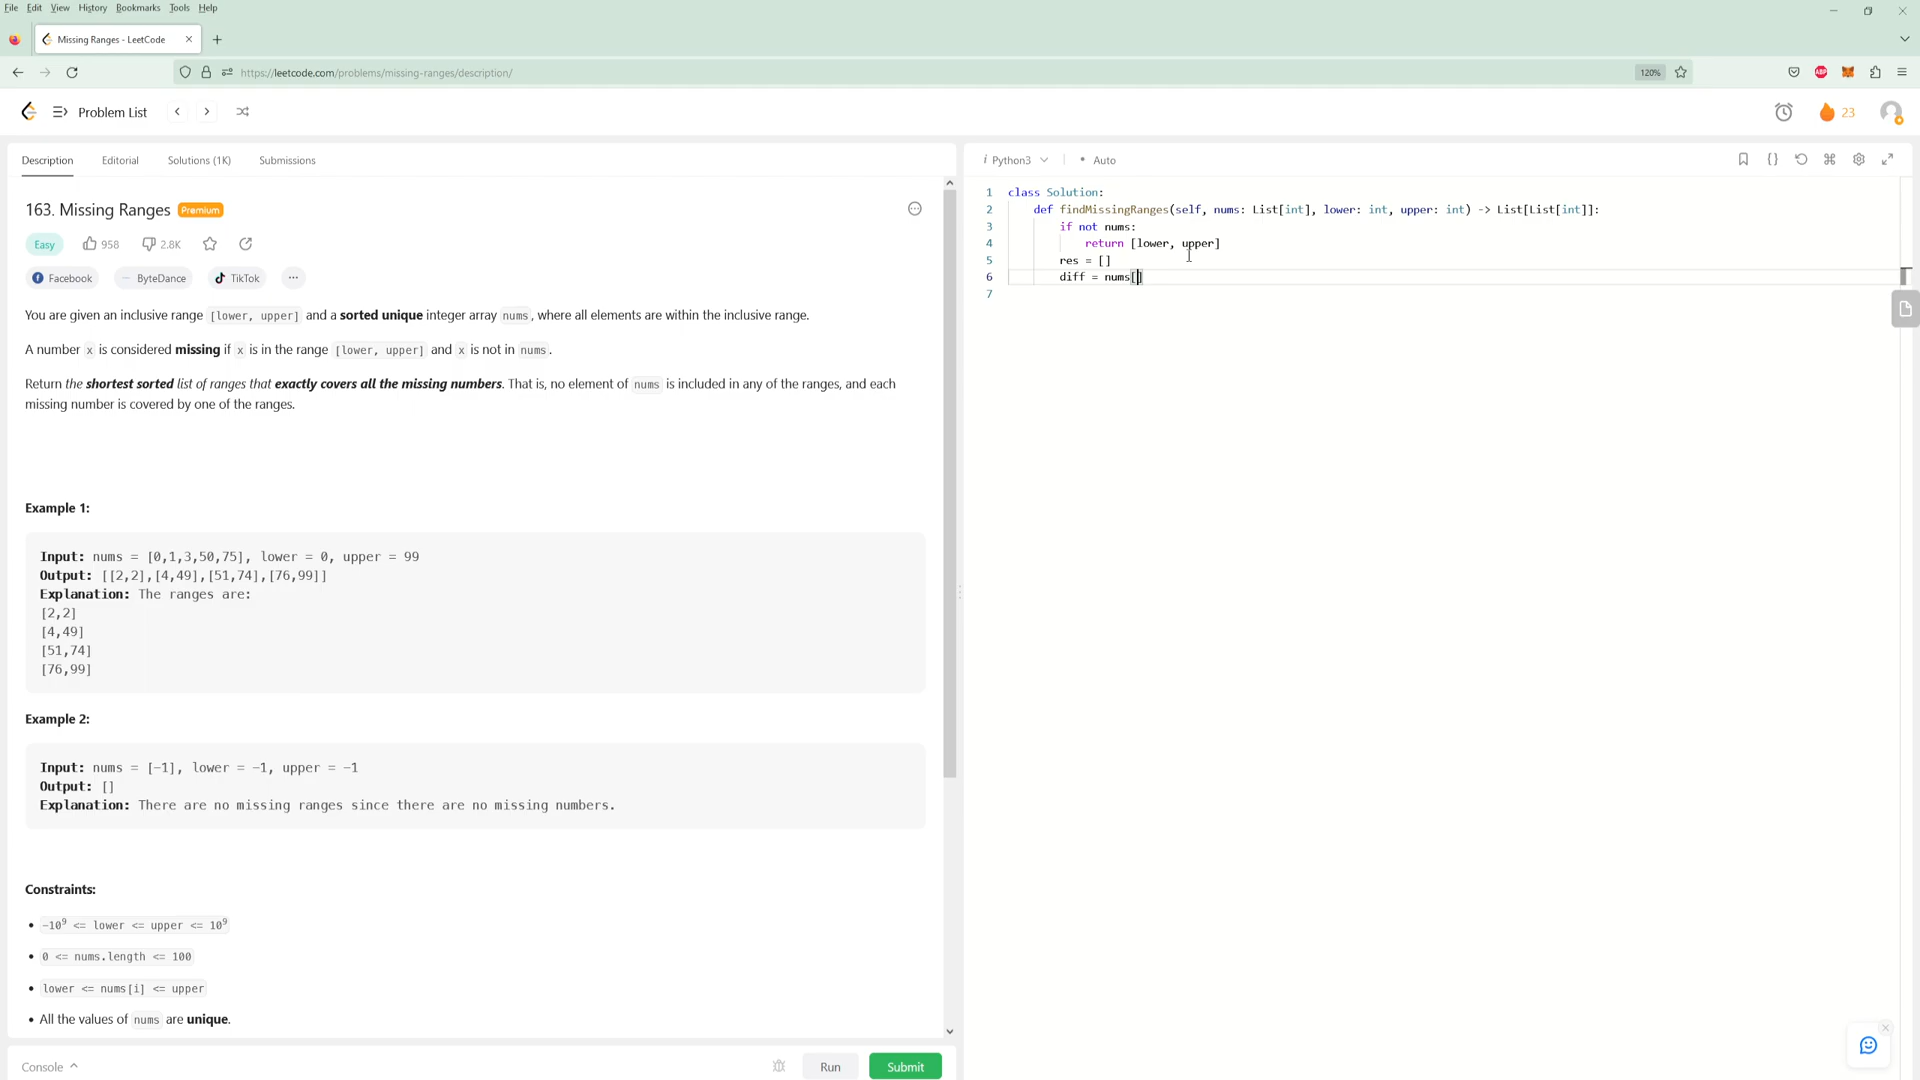 File Edit View History Bookmarks Tools Help
Missing Ranges - LeetCode
https://leetcode.com/problems/missing-ranges/description/
120%
ABP
Problem List
23
Description Editorial Solutions (1K) Submissions
163. Missing Ranges Premium
Easy 958 2.8K
Facebook ByteDance TikTok ...
You are given an inclusive range [lower, upper] and a sorted unique integer array nums, where all elements are within the inclusive range.
A number x is considered missing if x is in the range [lower, upper] and x is not in nums.
Return the shortest sorted list of ranges that exactly covers all the missing numbers. That is, no element of nums is included in any of the ranges, and each
missing number is covered by one of the ranges.
Example 1:
Input: nums = [0,1,3,50,75], lower = 0, upper = 99
Output: [[2,2],[4,49],[51,74],[76,99]]
Explanation: The ranges are:
[2,2]
[4,49]
[51,74]
[76,99]
Example 2:
Input: nums = [-1], lower = -1, upper = -1
Output: []
Explanation: There are no missing ranges since there are no missing numbers.
Constraints:
• -10⁹ <= lower <= upper <= 10⁹
• 0 <= nums.length <= 100
• lower <= nums[i] <= upper
• All the values of nums are unique.
Console Run Submit
i Python3 • Auto
1 class Solution:
2 def findMissingRanges(self, nums: List[int], lower: int, upper: int) -> List[List[int]]:
3 if not nums:
4 return [lower, upper]
5 res = []
6 diff = nums[]
7